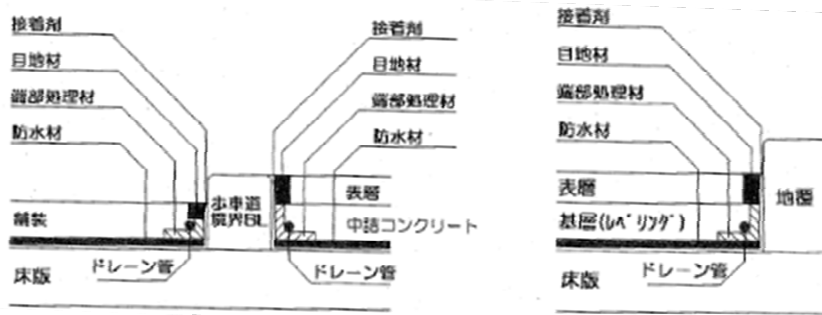 接着剤
目地材
端部処理材
防水材
舗装
床版
ドレーン管
歩車道
境界BL
接着剤
目地材
端部処理材
防水材
表層
中詰コンクリート
ドレーン管
接着剤
目地材
端部処理材
防水材
表層
基層(ﾚﾍﾞﾘﾝｸﾞ)
床版
ドレーン管
地覆